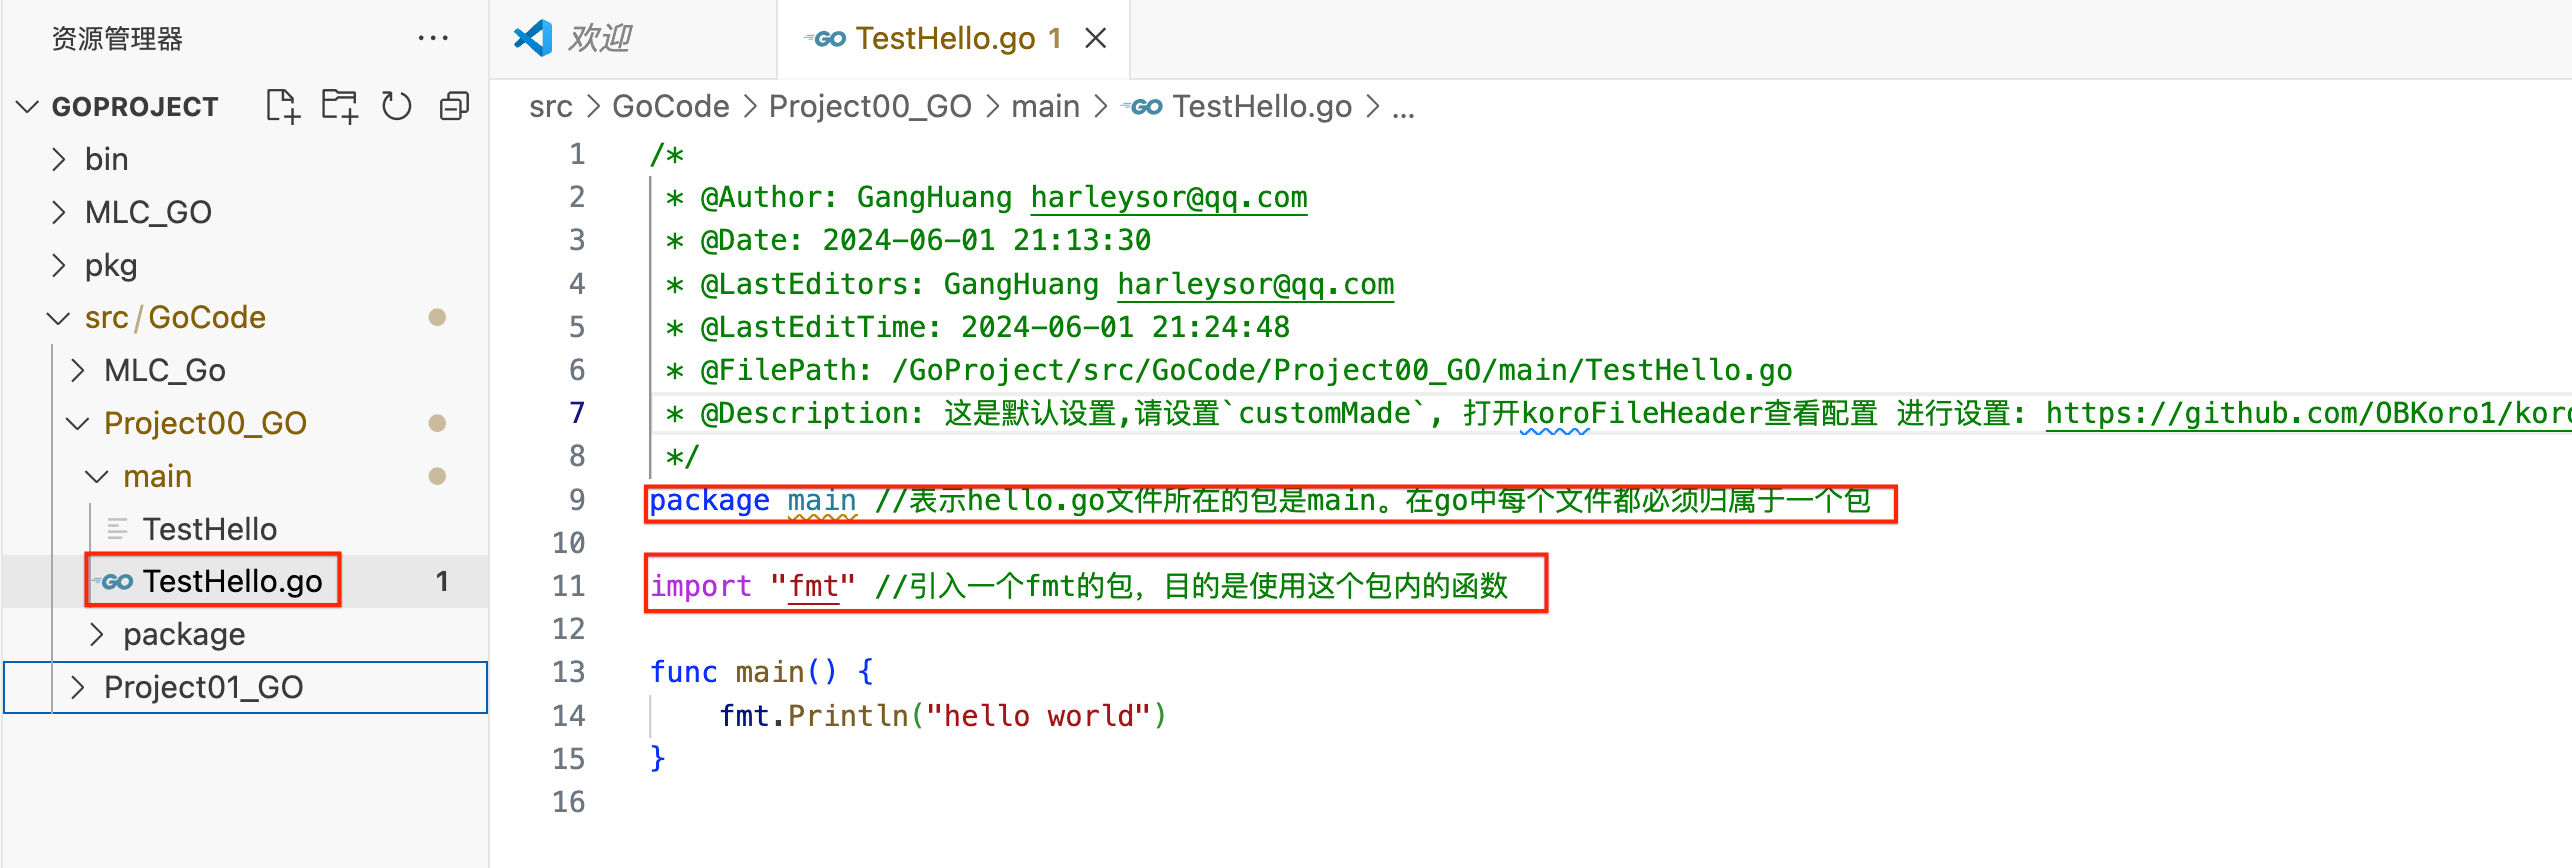 资源管理器
GOPROJECT
bin
MLC_GO
pkg
src/GoCode
MLC_Go
Project00_GO
main
TestHello
GO TestHello.go 1
package
Project01_GO
欢迎
GO TestHello.go 1
src > GoCode > Project00_GO > main > GO TestHello.go > ...
1 /*
2 * @Author: GangHuang harleysor@qq.com
3 * @Date: 2024-06-01 21:13:30
4 * @LastEditors: GangHuang harleysor@qq.com
5 * @LastEditTime: 2024-06-01 21:24:48
6 * @FilePath: /GoProject/src/GoCode/Project00_GO/main/TestHello.go
7 * @Description: 这是默认设置,请设置`customMade`, 打开koroFileHeader查看配置 进行设置: https://github.com/OBKoro1/koro
8 */
9 package main //表示hello.go文件所在的包是main。在go中每个文件都必须归属于一个包
10
11 import "fmt" //引入一个fmt的包，目的是使用这个包内的函数
12
13 func main() {
14 fmt.Println("hello world")
15 }
16